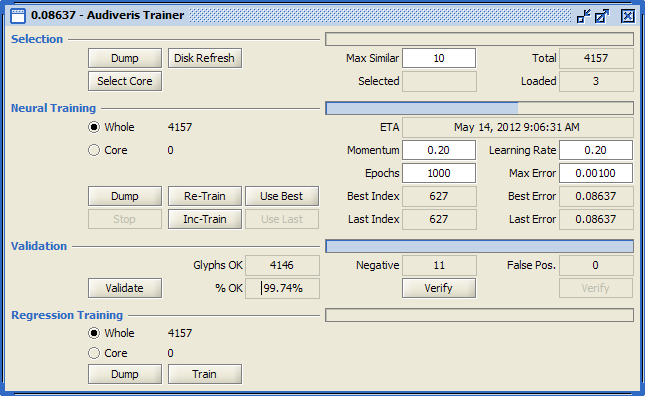 0.08637 - Audiveris Trainer
Selection
Dump Disk Refresh Max Similar 10 Total 4157
Select Core Selected Loaded 3
Neural Training
Whole 4157 ETA May 14, 2012 9:06:31 AM
Core 0 Momentum 0.20 Learning Rate 0.20
Epochs 1000 Max Error 0.00100
Dump Re-Train Use Best Best Index 627 Best Error 0.08637
Stop Inc-Train Use Last Last Index 627 Last Error 0.08637
Validation
Glyphs OK 4146 Negative 11 False Pos. 0
Validate % OK 99.74% Verify Verify
Regression Training
Whole 4157
Core 0
Dump Train